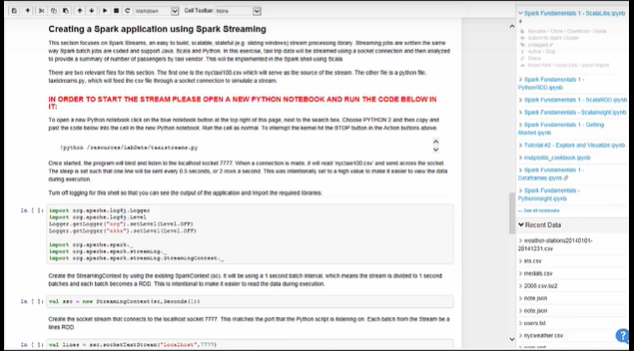 Markdown
Cell Toolbar: None
Creating a Spark application using Spark Streaming
This section focuses on Spark Streams, an easy to build, scalable, stateful (e.g. sliding windows) stream processing library. Streaming jobs are written the same
way Spark batch jobs are coded and support Java, Scala and Python. In this exercise, taxi trip data will be streamed using a socket connection and then analyzed
to provide a summary of number of passengers by taxi vendor. This will be implemented in the Spark shell using Scala.
There are two relevant files for this section. The first one is the nyctaxi100.csv which will serve as the source of the stream. The other file is a python file,
taxistreams.py, which will feed the csv file through a socket connection to simulate a stream.
IN ORDER TO START THE STREAM PLEASE OPEN A NEW PYTHON NOTEBOOK AND RUN THE CODE BELOW IN
IT:
To open a new Python notebook click on the blue notebook button at the top right of this page, next to the search box. Choose PYTHON 2 and then copy and
past the code below into the cell in the new Python notebook. Run the cell as normal. To interrupt the kernel hit the STOP button in the Action buttons above.
!python /resources/LabData/taxistreams.py
Once started, the program will bind and listen to the localhost socket 7777. When a connection is made, it will read 'nyctaxi100.csv' and send across the socket.
The sleep is set such that one line will be sent every 0.5 seconds, or 2 rows a second. This was intentionally set to a high value to make it easier to view the data
during execution.
Turn off logging for this shell so that you can see the output of the application and import the required libraries:
In [ ]: import org.apache.log4j.Logger
import org.apache.log4j.Level
Logger.getLogger("org").setLevel(Level.OFF)
Logger.getLogger("akka").setLevel(Level.OFF)
import org.apache.spark._
import org.apache.spark.streaming._
import org.apache.spark.streaming.StreamingContext._
Create the StreamingContext by using the existing SparkContext (sc). It will be using a 1 second batch interval, which means the stream is divided to 1 second
batches and each batch becomes a RDD. This is intentional to make it easier to read the data during execution.
In [ ]: val ssc = new StreamingContext(sc,Seconds(1))
Create the socket stream that connects to the localhost socket 7777. This matches the port that the Python script is listening on. Each batch from the Stream be a
lines RDD.
In [ ]: val lines = ssc.socketTextStream("localhost",7777)
Spark Fundamentals 1 - ScalaLibs.ipynb
Rename - Clone - Download - Delete
Submit to Spark Cluster
Spark Fundamentals 1 -
PythonRDD.ipynb
Spark Fundamentals 1 - ScalaRDD.ipynb
Spark Fundamentals - ScalaInsight.ipynb
Spark Fundamentals 1 - Getting
Started.ipynb
Tutorial #2 - Explore and Visualize.ipynb
matplotlib_cookbook.ipynb
Spark Fundamentals 1 -
Dataframes.ipynb
Spark Fundamentals -
PythonInsight.ipynb
See all notebooks
Recent Data
weather-stations20140101-
20141231.csv
iris.csv
medals.csv
2008.csv.bz2
note.json
note.json
users.txt
nycweather.csv
?